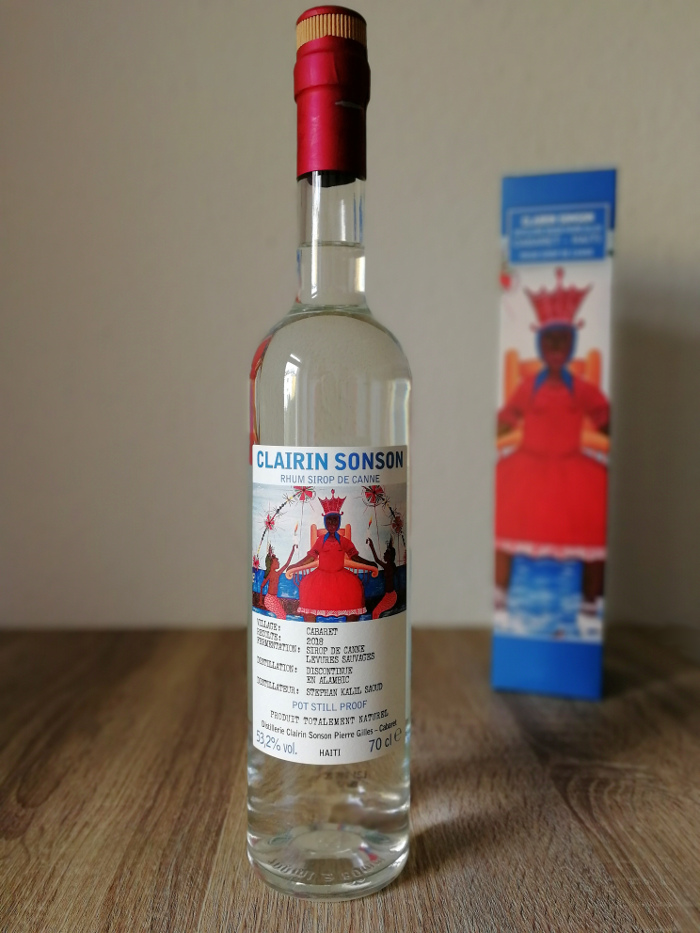 CLAIRIN SONSON
RHUM SIROP DE CANNE
VILLAGE: CABARET
RÉCOLTE: 2018
FERMENTATION: SIROP DE CANNE
LEVURES SAUVAGES
DISTILLATION: DISCONTINUE
EN ALAMBIC
DISTILLATEUR: STEPHAN KALIL SAOUD
POT STILL PROOF
PRODUIT TOTALEMENT NATUREL
Distillerie Clairin Sonson Pierre Gilles - Cabaret
53,2% vol. HAITI 70 cl e
CLAIRIN SONSON
CABARET - HAITI